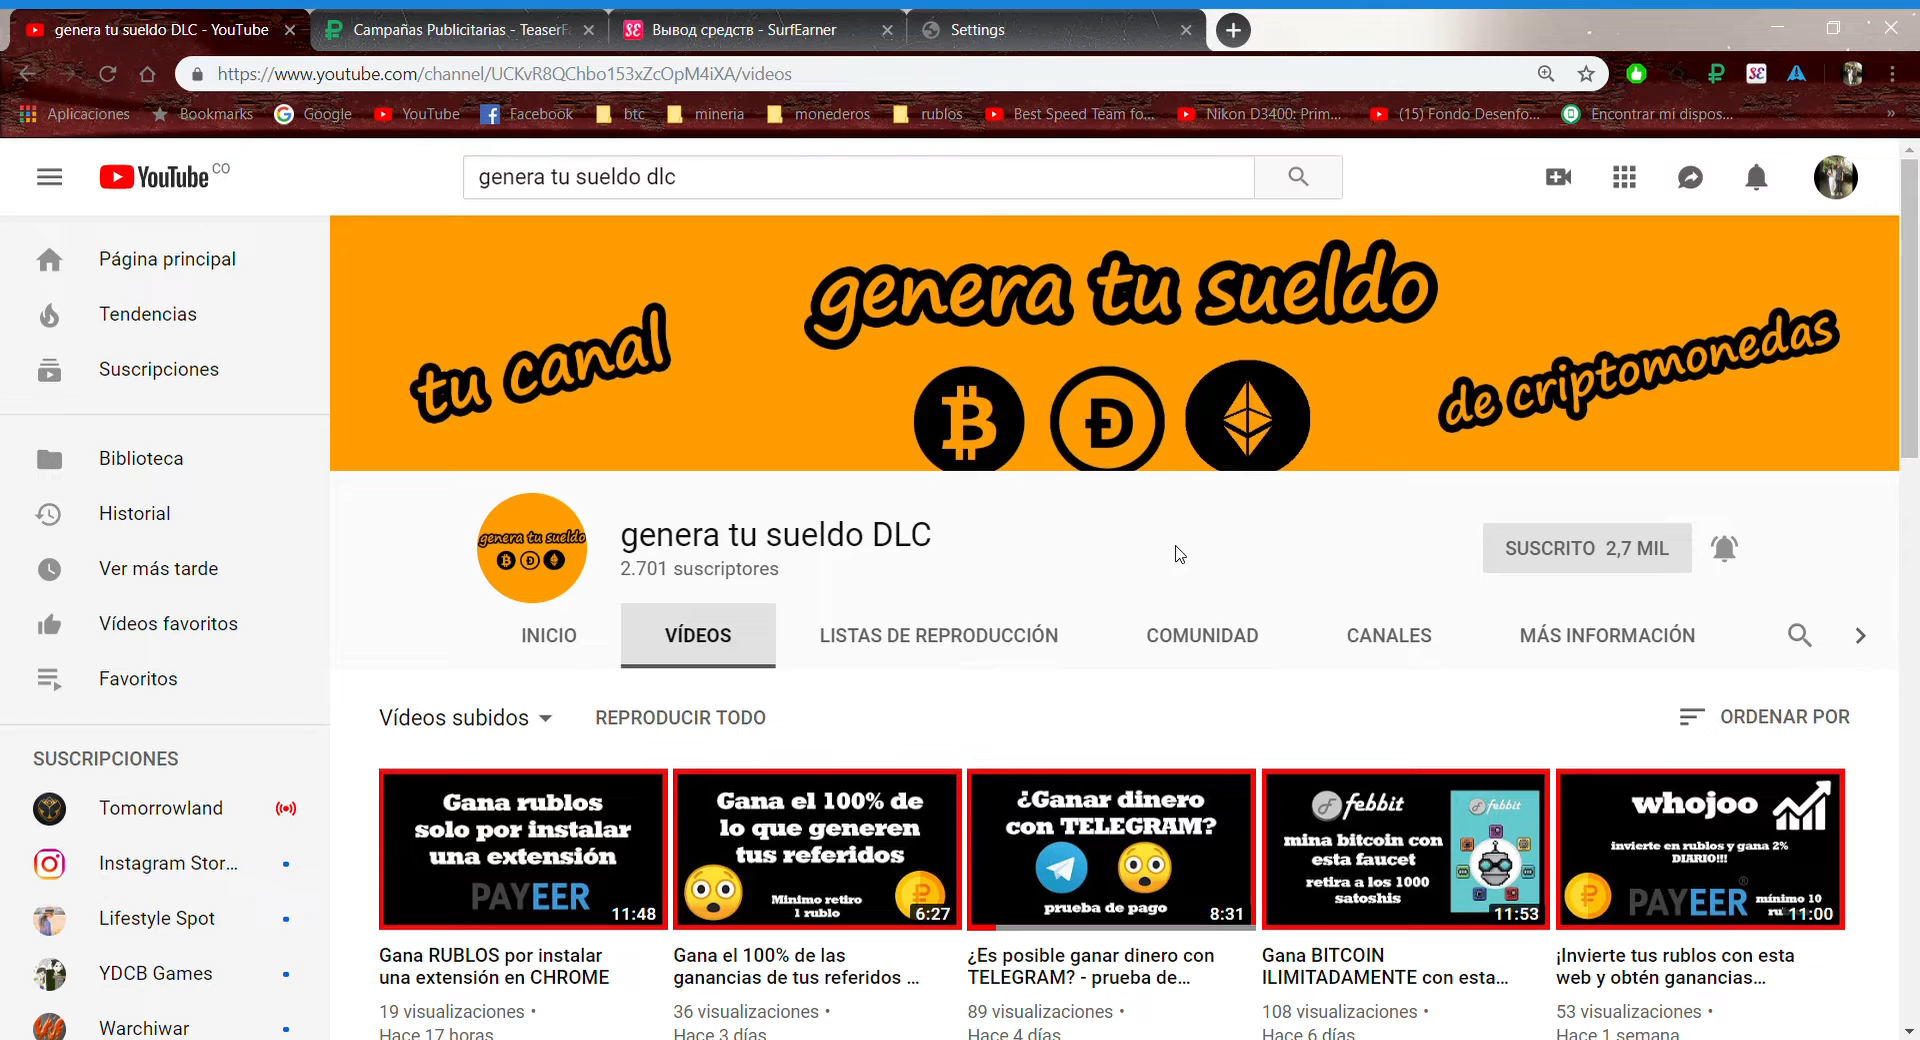 genera tu sueldo DLC - YouTube
Campañas Publicitarias - TeaserF
Вывод средств - SurfEarner
Settings
https://www.youtube.com/channel/UCKvR8QChbo153xZcOpM4iXA/videos
Aplicaciones
Bookmarks
Google
YouTube
Facebook
btc
mineria
monederos
rublos
Best Speed Team fo...
Nikon D3400: Prim...
(15) Fondo Desenfo...
Encontrar mi dispos...
YouTube CO
genera tu sueldo dlc
Página principal
Tendencias
Suscripciones
Biblioteca
Historial
Ver más tarde
Vídeos favoritos
Favoritos
SUSCRIPCIONES
Tomorrowland
Instagram Stor...
Lifestyle Spot
YDCB Games
Warchiwar
tu canal
genera tu sueldo
de criptomonedas
genera tu sueldo
genera tu sueldo DLC
2.701 suscriptores
SUSCRITO 2,7 MIL
INICIO
VÍDEOS
LISTAS DE REPRODUCCIÓN
COMUNIDAD
CANALES
MÁS INFORMACIÓN
Vídeos subidos
REPRODUCIR TODO
ORDENAR POR
Gana rublos
solo por instalar
una extensión
PAYEER
11:48
Gana RUBLOS por instalar
una extensión en CHROME
19 visualizaciones •
Hace 17 horas
Gana el 100% de
lo que generen
tus referidos
Minimo retiro
1 rublo
6:27
Gana el 100% de las
ganancias de tus referidos ...
36 visualizaciones •
Hace 3 días
¿Ganar dinero
con TELEGRAM?
prueba de pago
8:31
¿Es posible ganar dinero con
TELEGRAM? - prueba de...
89 visualizaciones •
Hace 4 días
febbit
mina bitcoin con
esta faucet
retira a los 1000
satoshis
febbit
11:53
Gana BITCOIN
ILIMITADAMENTE con esta...
108 visualizaciones •
Hace 6 días
whojoo
invierte en rublos y gana 2%
DIARIO!!!
PAYEER®
mínimo 10
ru
11:00
¡Invierte tus rublos con esta
web y obtén ganancias...
53 visualizaciones •
Hace 1 semana